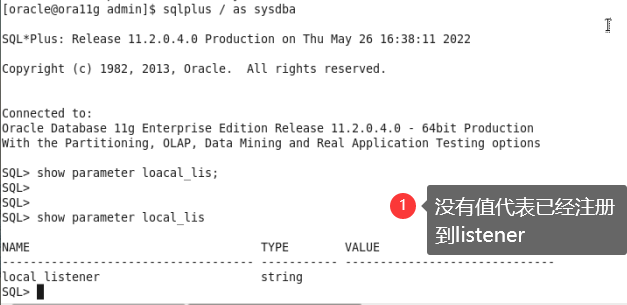 [oracle@ora11g admin]$ sqlplus / as sysdba
SQL*Plus: Release 11.2.0.4.0 Production on Thu May 26 16:38:11 2022
Copyright (c) 1982, 2013, Oracle.  All rights reserved.
Connected to:
Oracle Database 11g Enterprise Edition Release 11.2.0.4.0 - 64bit Production
With the Partitioning, OLAP, Data Mining and Real Application Testing options
SQL> show parameter loacal_lis;
SQL>
SQL>
SQL> show parameter local_lis
1 没有值代表已经注册
到listener
NAME                                 TYPE        VALUE
------------------------------------ ----------- ------------------------------
local_listener                       string
SQL>